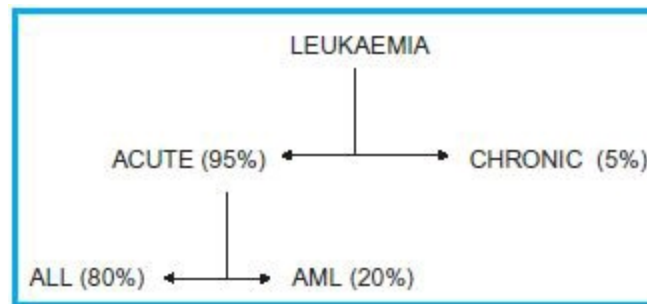 LEUKAEMIA
ACUTE (95%)
CHRONIC (5%)
ALL (80%)
AML (20%)